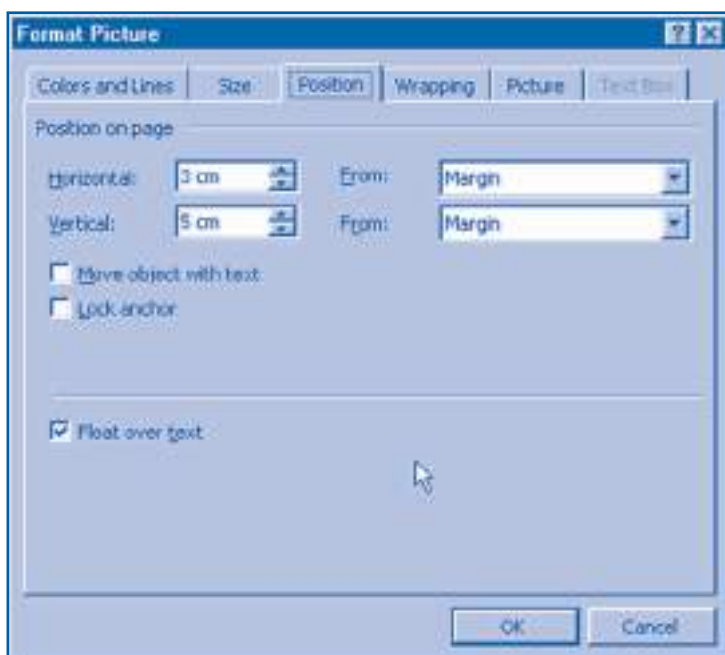 Format Picture
Colors and Lines Size Position Wrapping Picture Text Box
Position on page
Horizontal: 3 cm From: Margin
Vertical: 5 cm From: Margin
Move object with text
Lock anchor
Float over text
OK Cancel